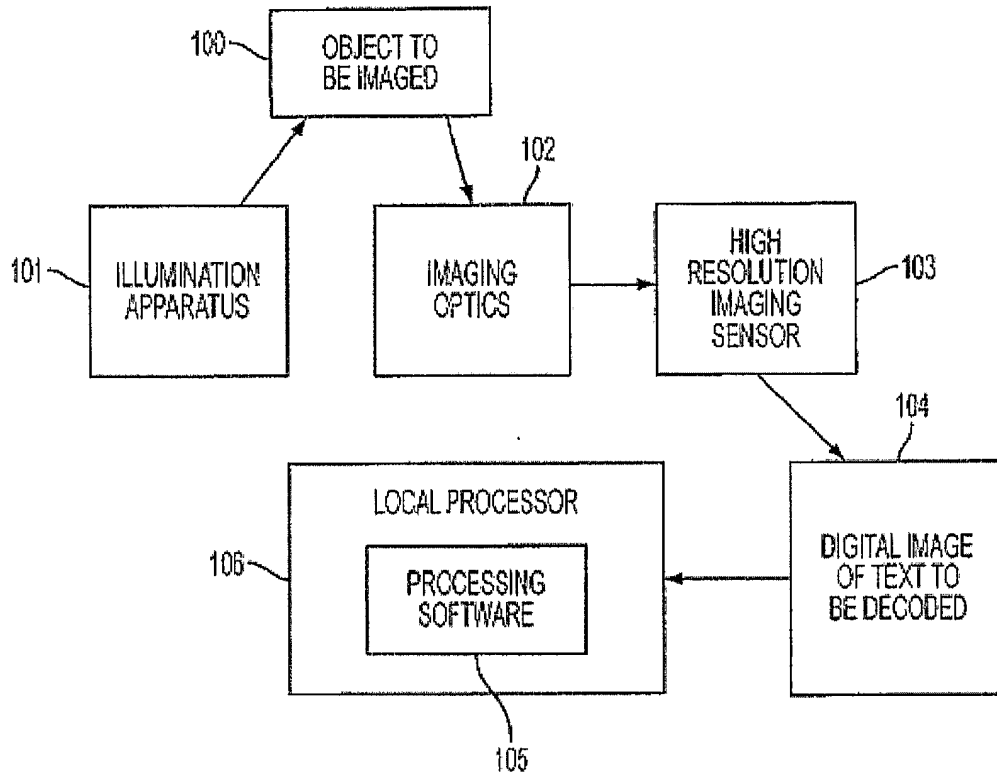 100
OBJECT TO
BE IMAGED
101
ILLUMINATION
APPARATUS
102
IMAGING
OPTICS
HIGH
RESOLUTION
IMAGING
SENSOR
103
104
DIGITAL IMAGE
OF TEXT TO
BE DECODED
LOCAL PROCESSOR
106
PROCESSING
SOFTWARE
105